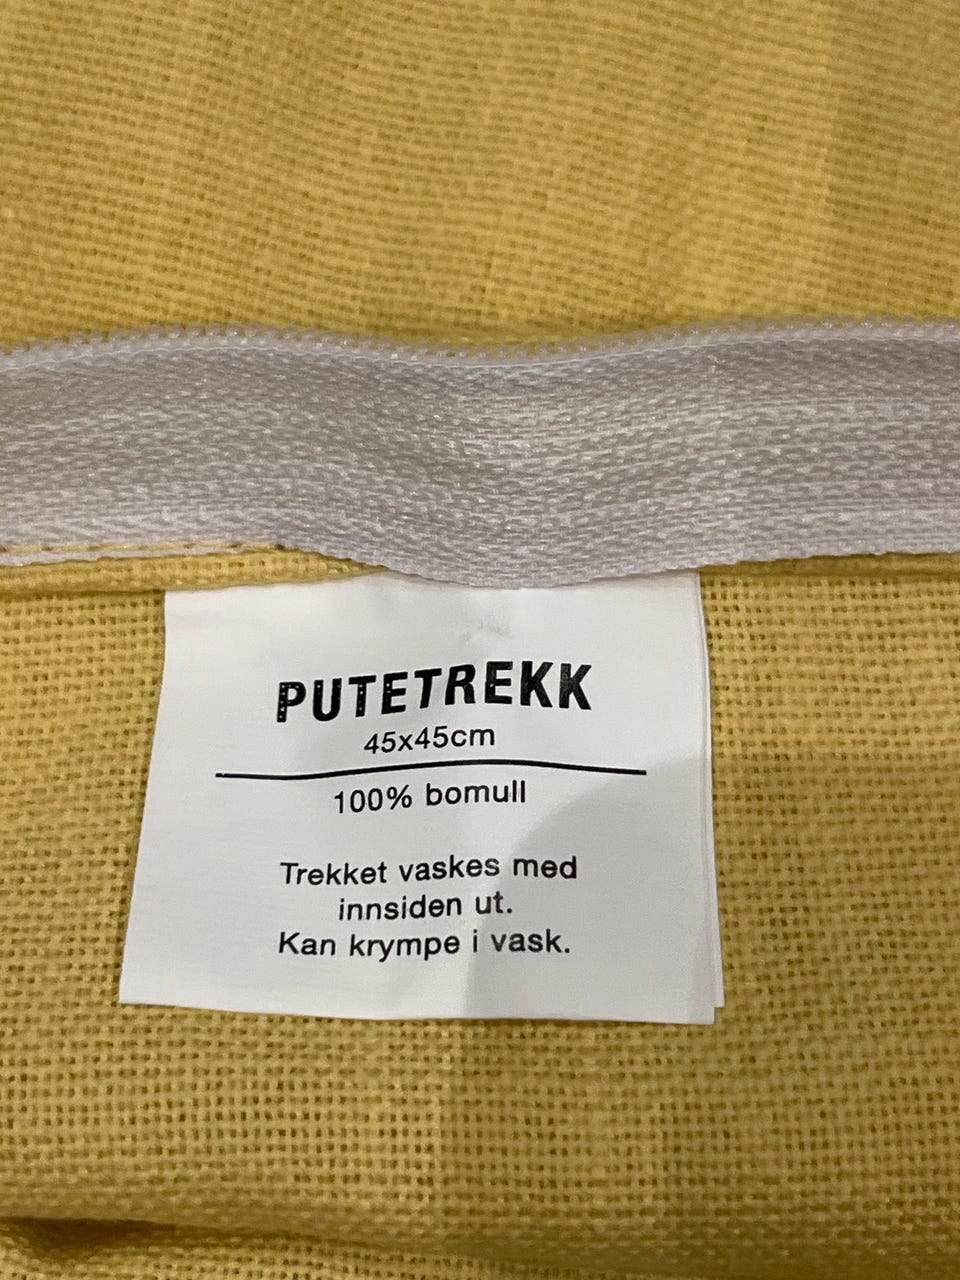 PUTETREKK
45x45cm
100% bomull
Trekket vaskes med
innsiden ut.
Kan krympe i vask.